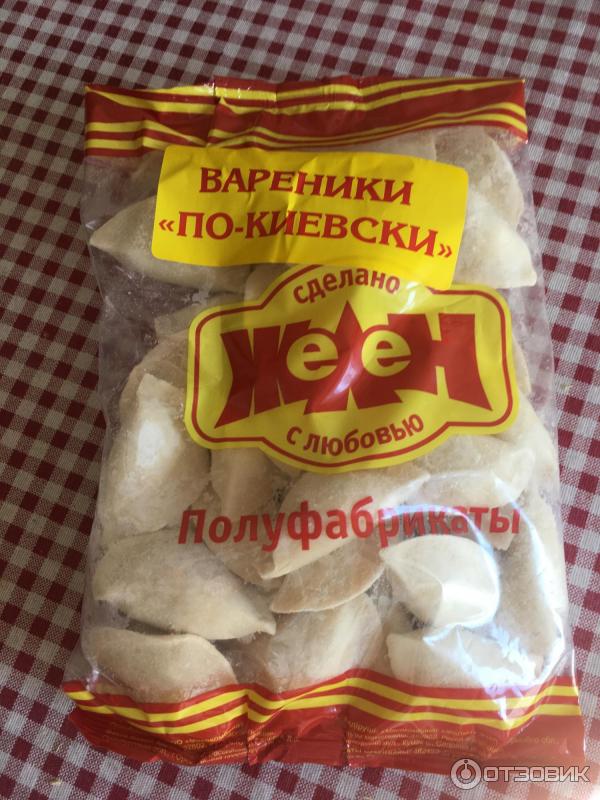 ВАРЕНИКИ
«ПО-КИЕВСКИ»
сделано
ЖеЛеН
с любовью
Полуфабрикаты
ОТЗОВИК